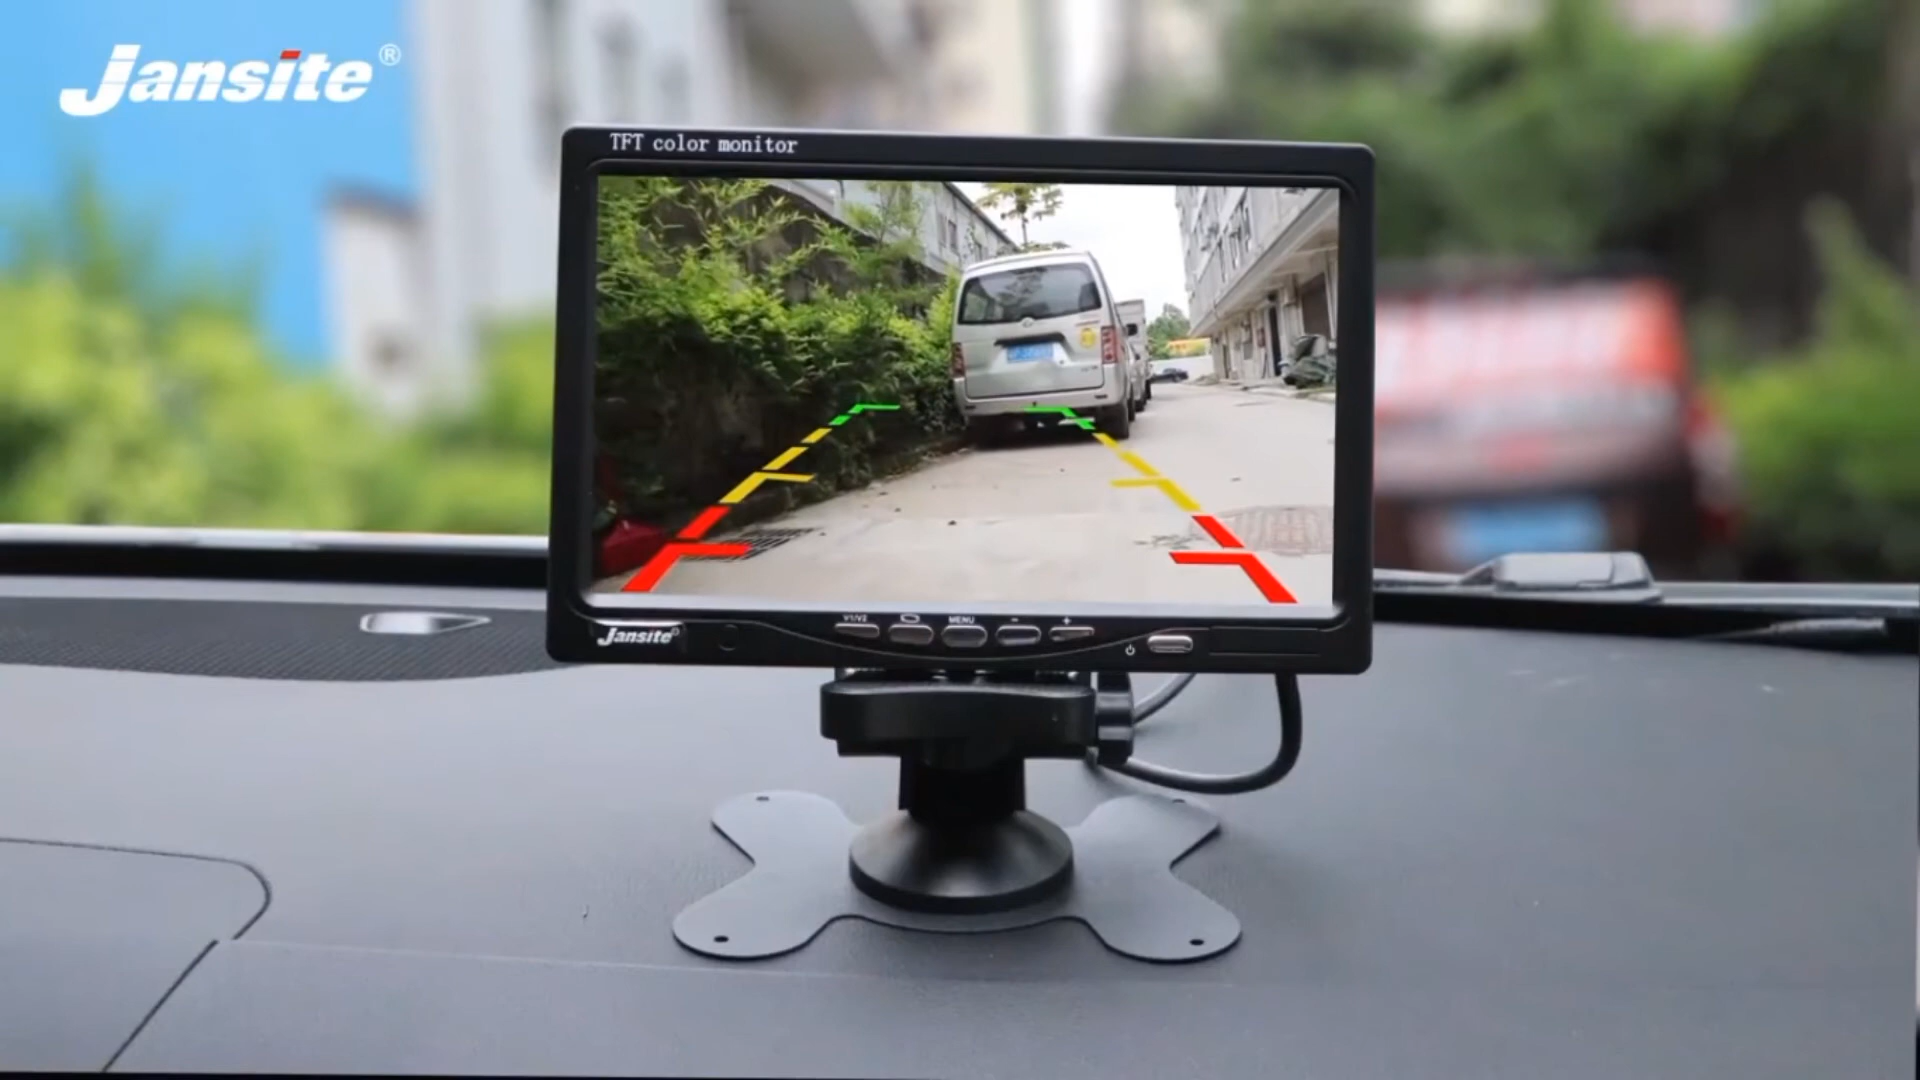 Jansite®
TFT color monitor
Jansite®
V1/V2
MENU
-
+